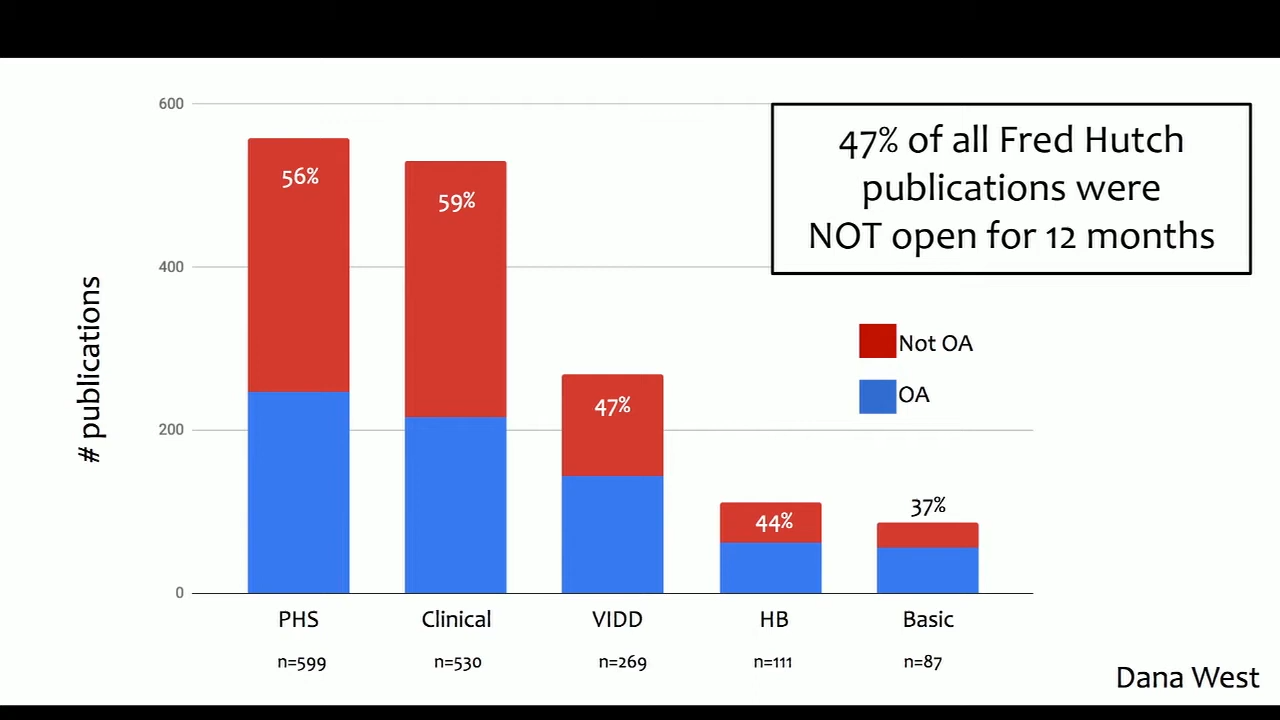 47% of all Fred Hutch
publications were
NOT open for 12 months
# publications
600
400
200
0
56%
59%
47%
44%
37%
Not OA
OA
PHS
Clinical
VIDD
HB
Basic
n=599
n=530
n=269
n=111
n=87
Dana West